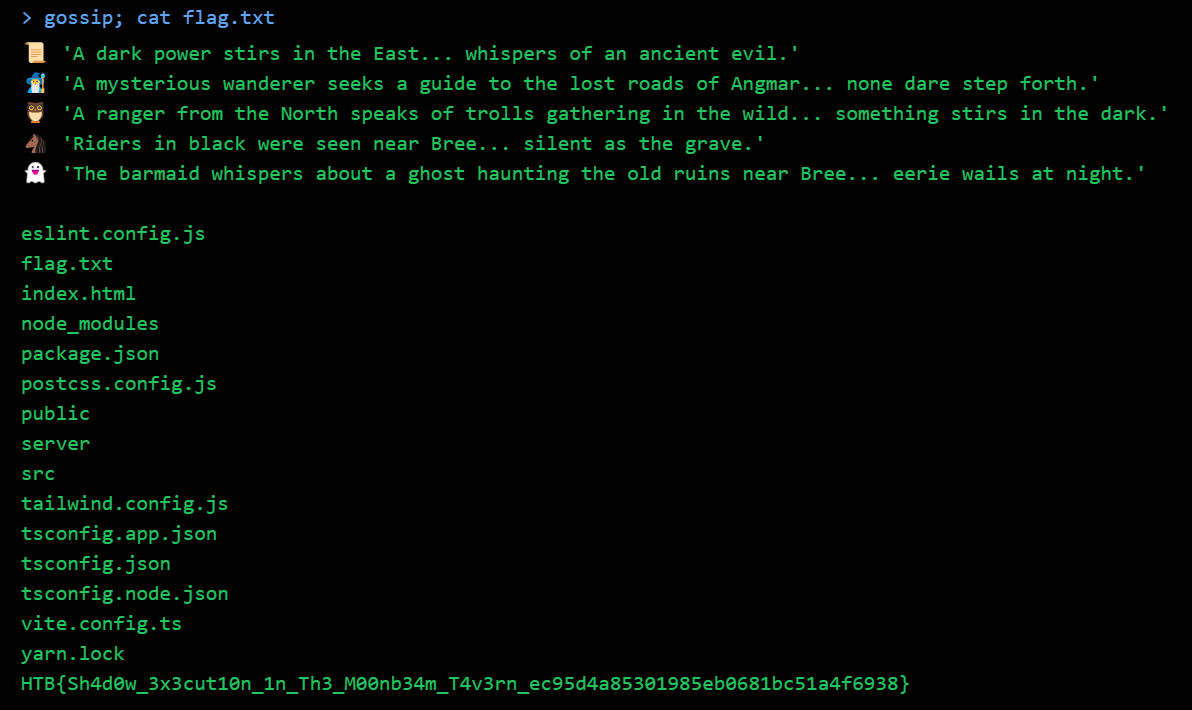 > gossip; cat flag.txt
'A dark power stirs in the East... whispers of an ancient evil.'
'A mysterious wanderer seeks a guide to the lost roads of Angmar... none dare step forth.'
'A ranger from the North speaks of trolls gathering in the wild... something stirs in the dark.'
'Riders in black were seen near Bree... silent as the grave.'
'The barmaid whispers about a ghost haunting the old ruins near Bree... eerie wails at night.'
eslint.config.js
flag.txt
index.html
node_modules
package.json
postcss.config.js
public
server
src
tailwind.config.js
tsconfig.app.json
tsconfig.json
tsconfig.node.json
vite.config.ts
yarn.lock
HTB{Sh4d0w_3x3cut10n_1n_Th3_M00nb34m_T4v3rn_ec95d4a85301985eb0681bc51a4f6938}